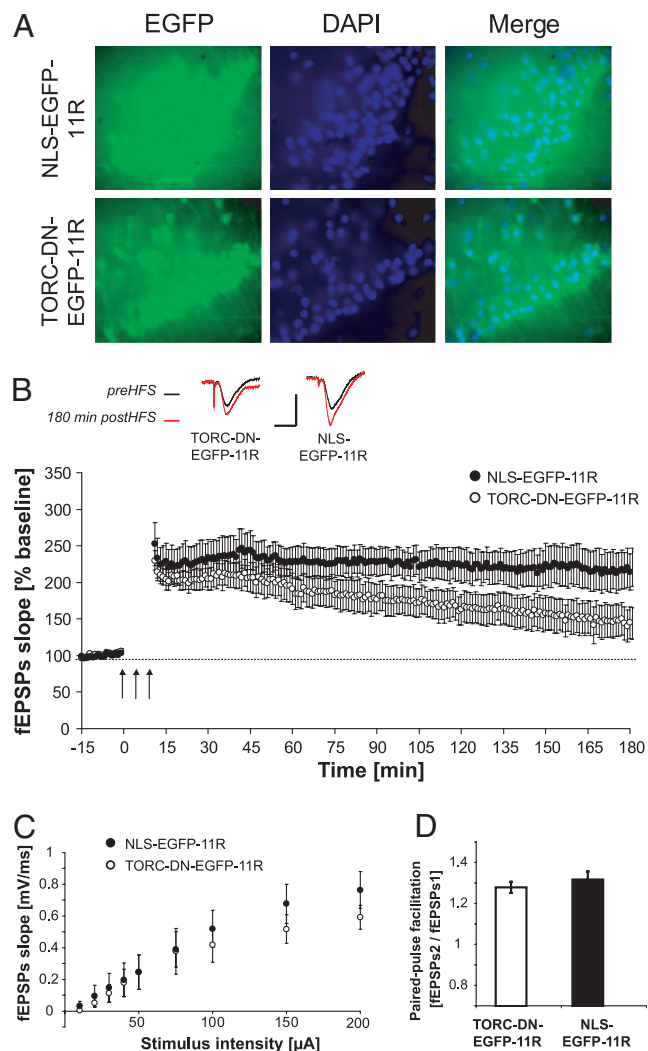 A
EGFP
DAPI
Merge
NLS-EGFP-
11R
TORC-DN-
EGFP-11R
B
preHFS
180 min postHFS
TORC-DN-
EGFP-11R
NLS-
EGFP-11R
NLS-EGFP-11R
TORC-DN-EGFP-11R
fEPSPs slope [% baseline]
350
300
250
200
150
100
50
0
-15 0 15 30 45 60 75 90 105 120 135 150 165 180
Time [min]
C
NLS-EGFP-11R
TORC-DN-EGFP-11R
fEPSPs slope [mV/ms]
1
0.8
0.6
0.4
0.2
0
50 100 150 200
Stimulus intensity [µA]
D
Paired-pulse facilitation
[fEPSPs2 / fEPSPs1]
1.4
1.2
1
0.8
TORC-DN-
EGFP-11R
NLS-
EGFP-11R